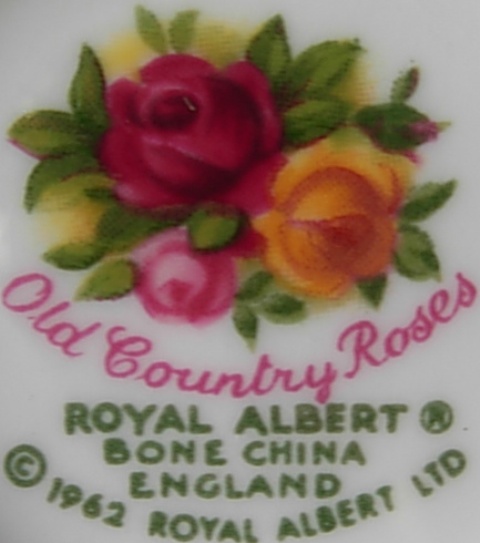 Old Country Roses
ROYAL ALBERT ®
BONE CHINA
ENGLAND
© 1962 ROYAL ALBERT LTD